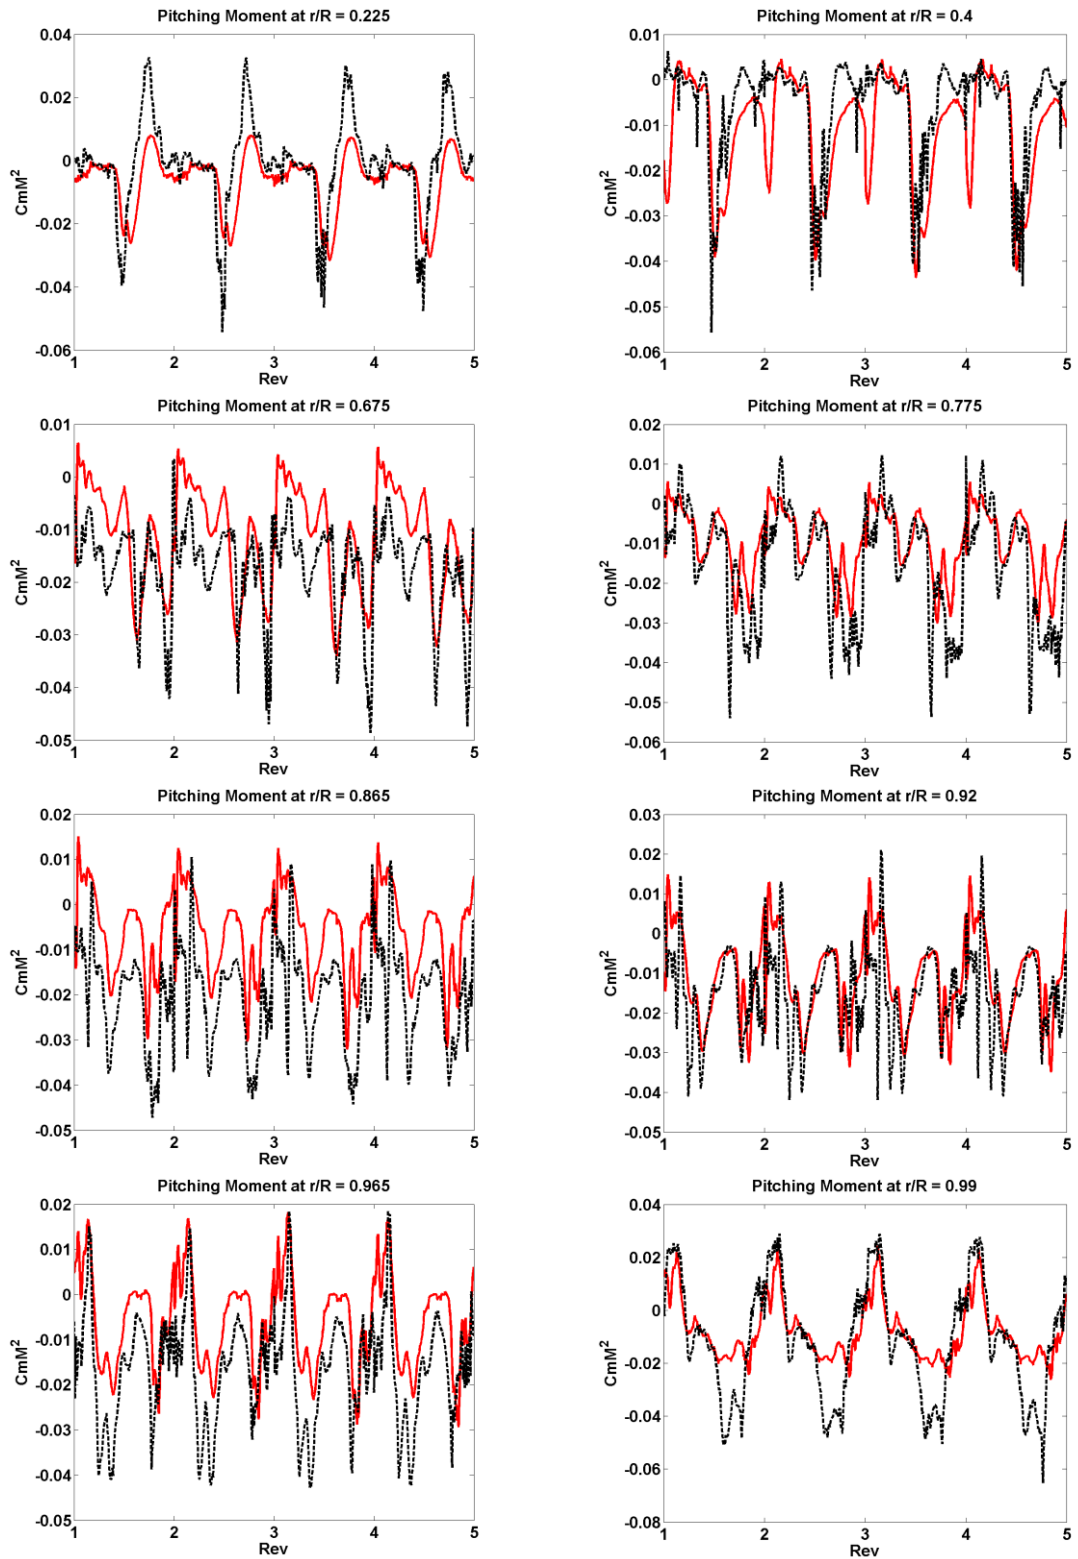 Pitching Moment at r/R = 0.225
0.04
0.02
0
-0.02
-0.04
-0.06
CmM²
1 2 3 4 5
Rev
Pitching Moment at r/R = 0.4
0.01
0
-0.01
-0.02
-0.03
-0.04
-0.05
-0.06
CmM²
1 2 3 4 5
Rev
Pitching Moment at r/R = 0.675
0.01
0
-0.01
-0.02
-0.03
-0.04
-0.05
CmM²
1 2 3 4 5
Rev
Pitching Moment at r/R = 0.775
0.02
0.01
0
-0.01
-0.02
-0.03
-0.04
-0.05
-0.06
CmM²
1 2 3 4 5
Rev
Pitching Moment at r/R = 0.865
0.02
0.01
0
-0.01
-0.02
-0.03
-0.04
-0.05
CmM²
1 2 3 4 5
Rev
Pitching Moment at r/R = 0.92
0.03
0.02
0.01
0
-0.01
-0.02
-0.03
-0.04
-0.05
CmM²
1 2 3 4 5
Rev
Pitching Moment at r/R = 0.965
0.02
0.01
0
-0.01
-0.02
-0.03
-0.04
-0.05
CmM²
1 2 3 4 5
Rev
Pitching Moment at r/R = 0.99
0.04
0.02
0
-0.02
-0.04
-0.06
-0.08
CmM²
1 2 3 4 5
Rev